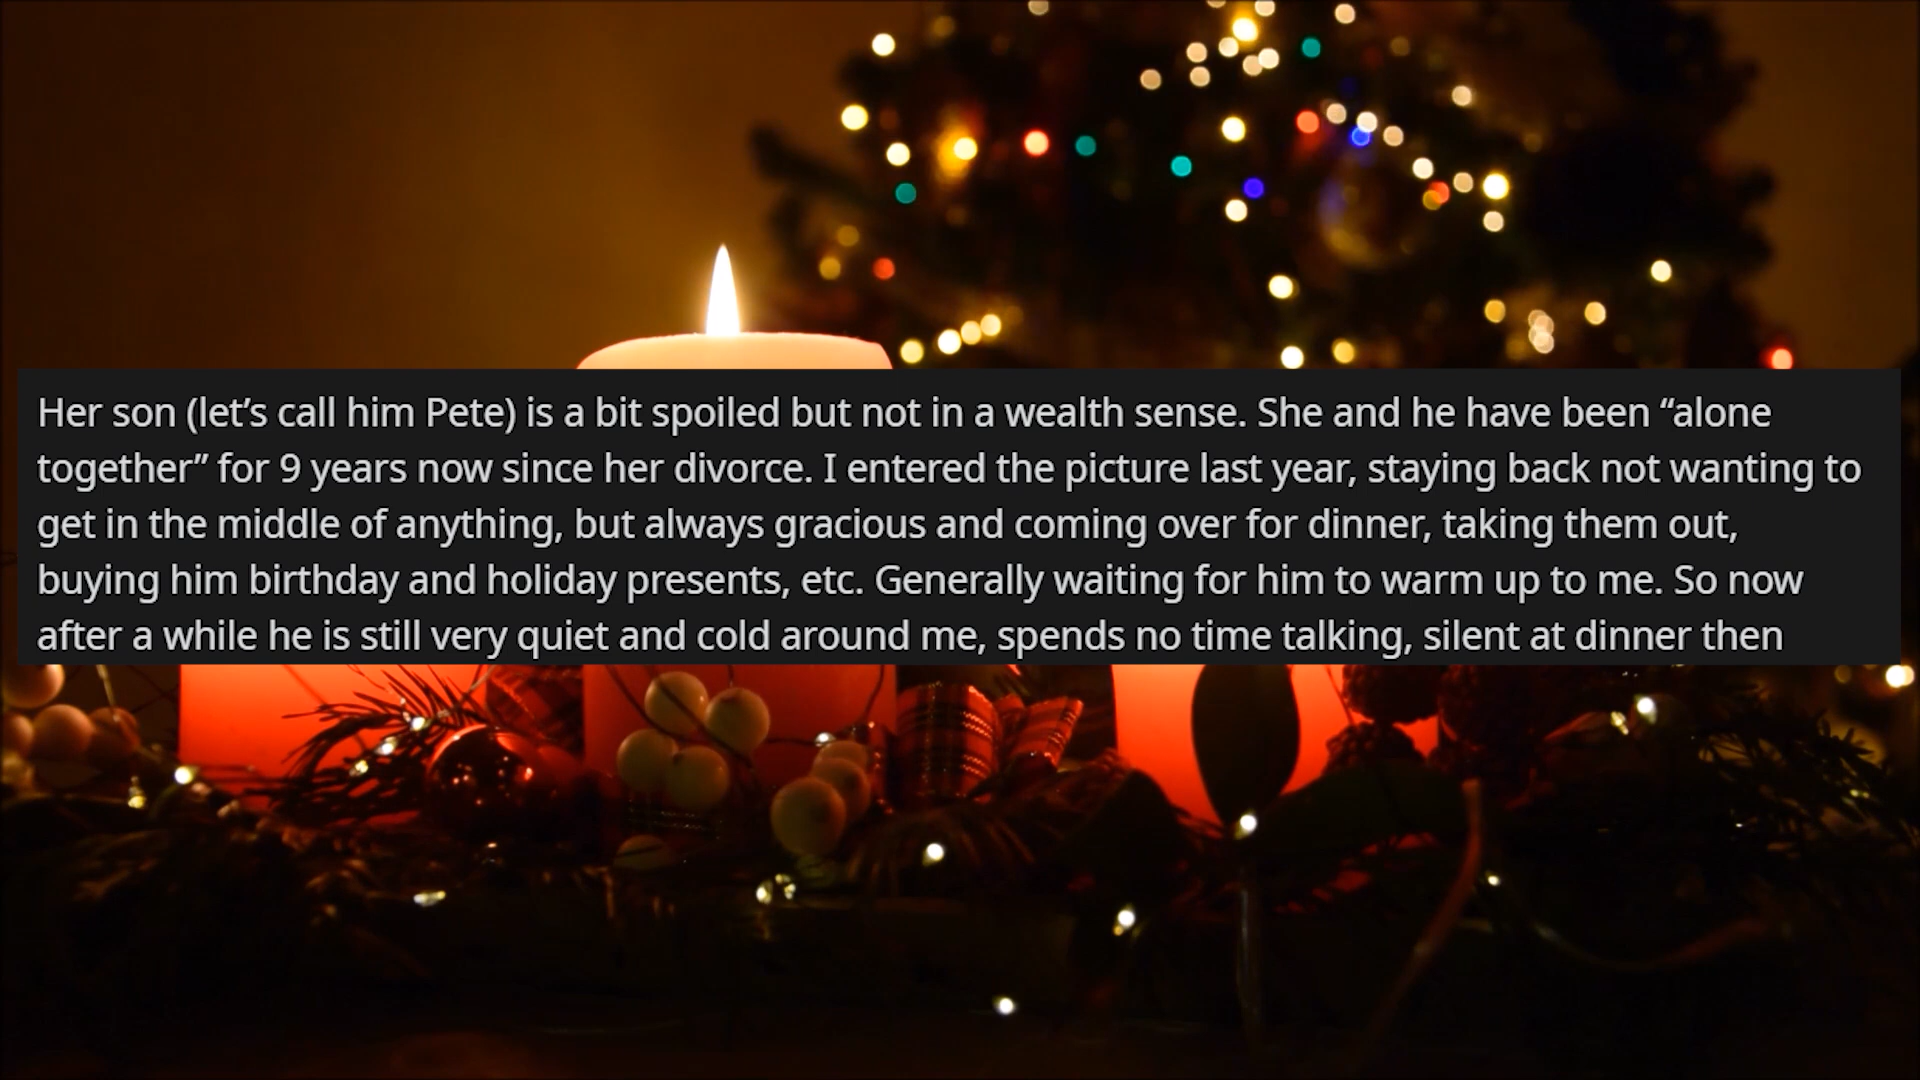 Her son (let’s call him Pete) is a bit spoiled but not in a wealth sense. She and he have been “alone
together” for 9 years now since her divorce. I entered the picture last year, staying back not wanting to
get in the middle of anything, but always gracious and coming over for dinner, taking them out,
buying him birthday and holiday presents, etc. Generally waiting for him to warm up to me. So now
after a while he is still very quiet and cold around me, spends no time talking, silent at dinner then